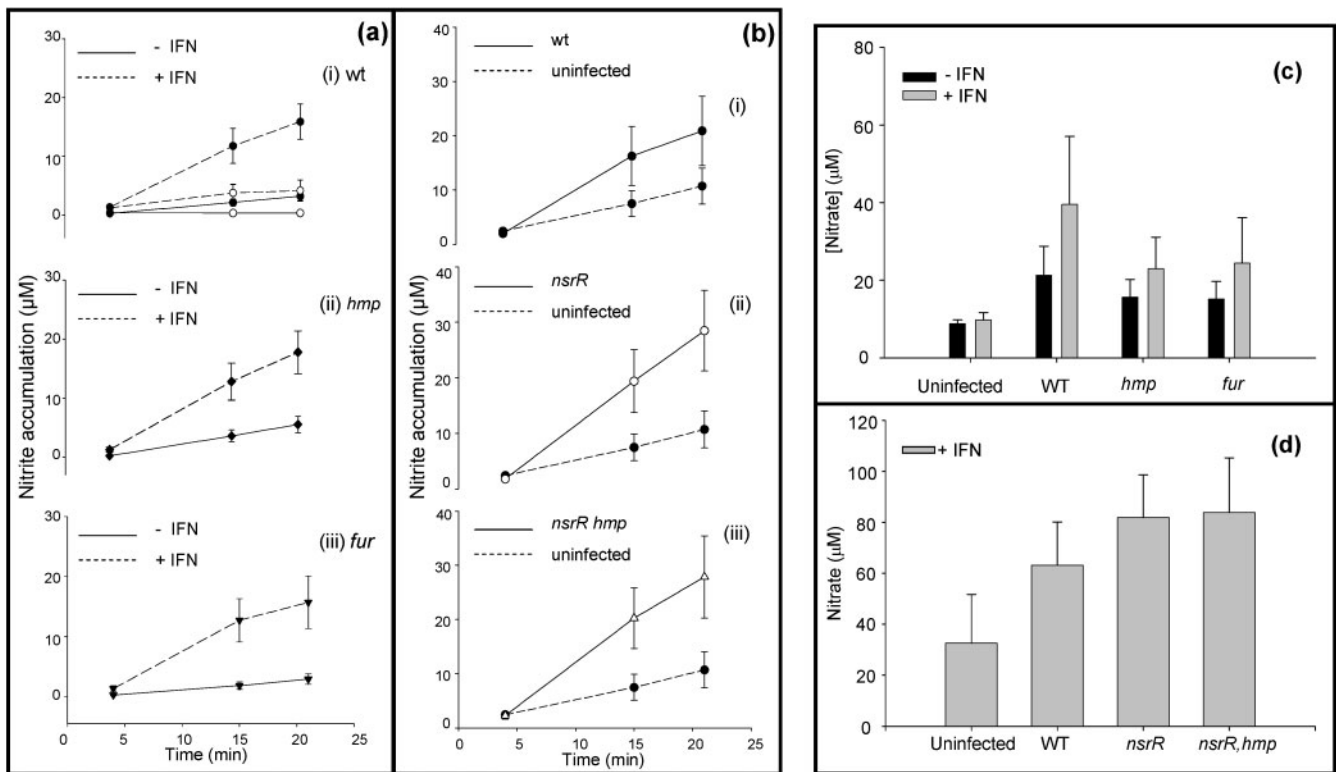 (a)
- IFN
+ IFN
(i) wt
30
20
10
0
- IFN
+ IFN
(ii) hmp
30
20
10
0
- IFN
+ IFN
(iii) fur
30
20
10
0
0 5 10 15 20 25
Time (min)
Nitrite accumulation (µM)
(b)
wt
uninfected
(i)
40
30
20
10
0
nsrR
uninfected
(ii)
40
30
20
10
0
nsrR hmp
uninfected
(iii)
40
30
20
10
0
0 5 10 15 20 25
Time (min)
Nitrite accumulation (µM)
(c)
- IFN
+ IFN
80
60
40
20
0
[Nitrate] (µM)
Uninfected WT hmp fur
(d)
+ IFN
120
100
80
60
40
20
0
Nitrate (µM)
Uninfected WT nsrR nsrR,hmp